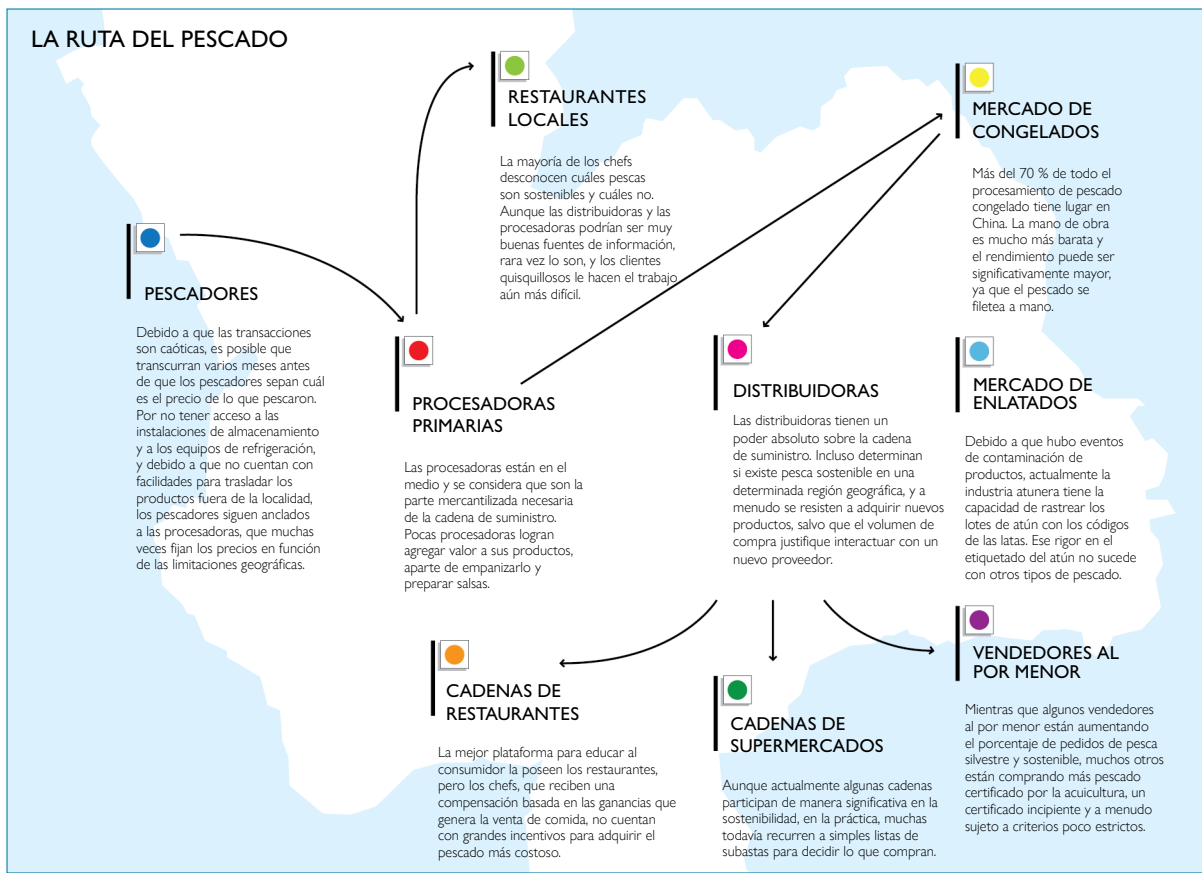 LA RUTA DEL PESCADO
PESCADORES
Debido a que las transacciones
son caóticas, es posible que
transcurran varios meses antes
de que los pescadores sepan cuál
es el precio de lo que pescaron.
Por no tener acceso a las
instalaciones de almacenamiento
y a los equipos de refrigeración,
y debido a que no cuentan con
facilidades para trasladar los
productos fuera de la localidad,
los pescadores siguen anclados
a las procesadoras, que muchas
veces fijan los precios en función
de las limitaciones geográficas.
RESTAURANTES
LOCALES
La mayoría de los chefs
desconocen cuáles pescas
son sostenibles y cuáles no.
Aunque las distribuidoras y las
procesadoras podrían ser muy
buenas fuentes de información,
rara vez lo son, y los clientes
quisquillosos le hacen el trabajo
aún más difícil.
PROCESADORAS
PRIMARIAS
Las procesadoras están en el
medio y se considera que son la
parte mercantilizada necesaria
de la cadena de suministro.
Pocas procesadoras logran
agregar valor a sus productos,
aparte de empanizarlo y
preparar salsas.
MERCADO DE
CONGELADOS
Más del 70 % de todo el
procesamiento de pescado
congelado tiene lugar en
China. La mano de obra
es mucho más barata y
el rendimiento puede ser
significativamente mayor,
ya que el pescado se
filetea a mano.
DISTRIBUIDORAS
Las distribuidoras tienen un
poder absoluto sobre la cadena
de suministro. Incluso determinan
si existe pesca sostenible en una
determinada región geográfica, y a
menudo se resisten a adquirir nuevos
productos, salvo que el volumen de
compra justifique interactuar con un
nuevo proveedor.
MERCADO DE
ENLATADOS
Debido a que hubo eventos
de contaminación de
productos, actualmente la
industria atunera tiene la
capacidad de rastrear los
lotes de atún con los códigos
de las latas. Ese rigor en el
etiquetado del atún no sucede
con otros tipos de pescado.
CADENAS DE
RESTAURANTES
La mejor plataforma para educar al
consumidor la poseen los restaurantes,
pero los chefs, que reciben una
compensación basada en las ganancias que
genera la venta de comida, no cuentan
con grandes incentivos para adquirir el
pescado más costoso.
CADENAS DE
SUPERMERCADOS
Aunque actualmente algunas cadenas
participan de manera significativa en la
sostenibilidad, en la práctica, muchas
todavía recurren a simples listas de
subastas para decidir lo que compran.
VENDEDORES AL
POR MENOR
Mientras que algunos vendedores
al por menor están aumentando
el porcentaje de pedidos de pesca
silvestre y sostenible, muchos otros
están comprando más pescado
certificado por la acuicultura, un
certificado incipiente y a menudo
sujeto a criterios poco estrictos.